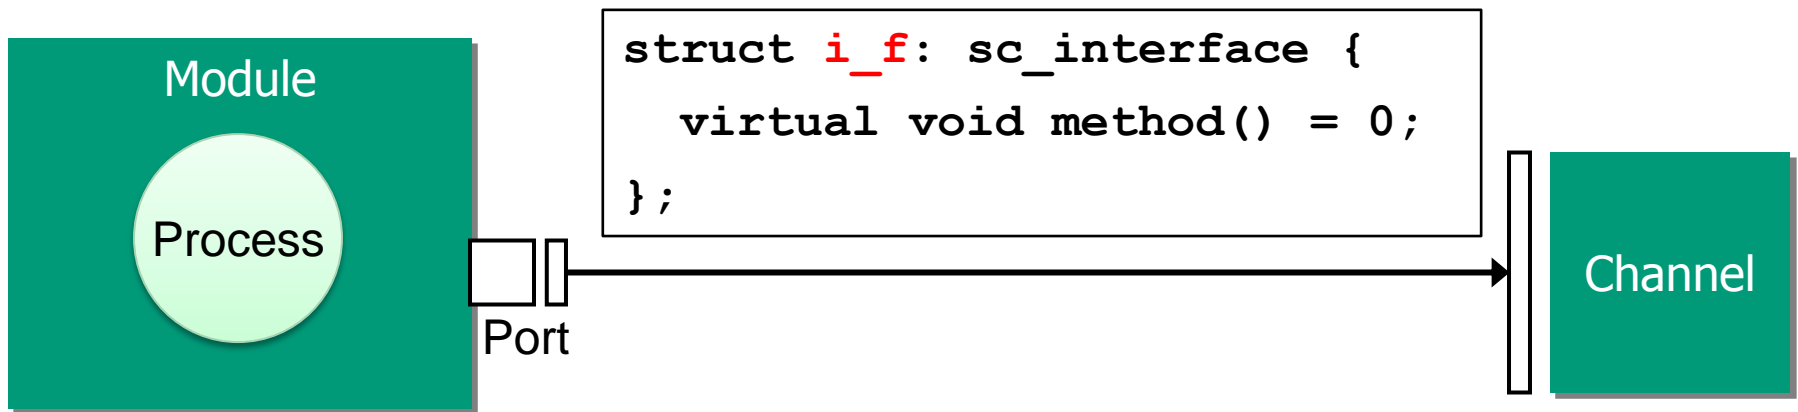 Module
Process
Port
struct i_f: sc_interface {
  virtual void method() = 0;
};
Channel